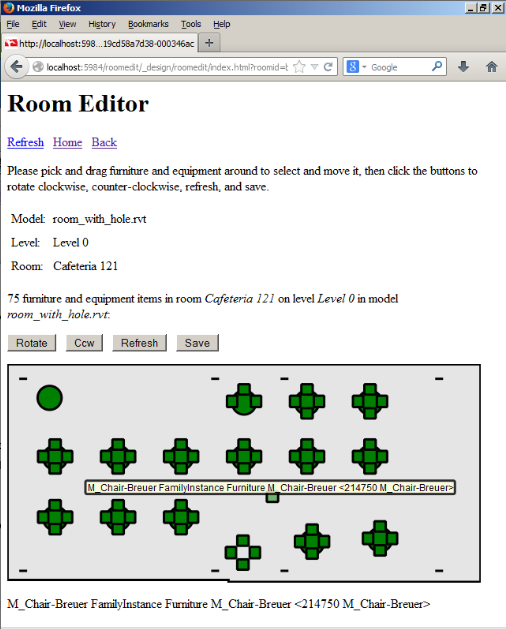 Mozilla Firefox
File Edit View History Bookmarks Tools Help
http://localhost:598...19cd58a7d38-000346ac
localhost:5984/roomedit/_design/roomedit/index.html?roomid=t
Google
Room Editor
Refresh Home Back
Please pick and drag furniture and equipment around to select and move it, then click the buttons to
rotate clockwise, counter-clockwise, refresh, and save.
Model: room_with_hole.rvt
Level: Level 0
Room: Cafeteria 121
75 furniture and equipment items in room Cafeteria 121 on level Level 0 in model
room_with_hole.rvt:
Rotate Ccw Refresh Save
M_Chair-Breuer FamilyInstance Furniture M_Chair-Breuer <214750 M_Chair-Breuer>
M_Chair-Breuer FamilyInstance Furniture M_Chair-Breuer <214750 M_Chair-Breuer>